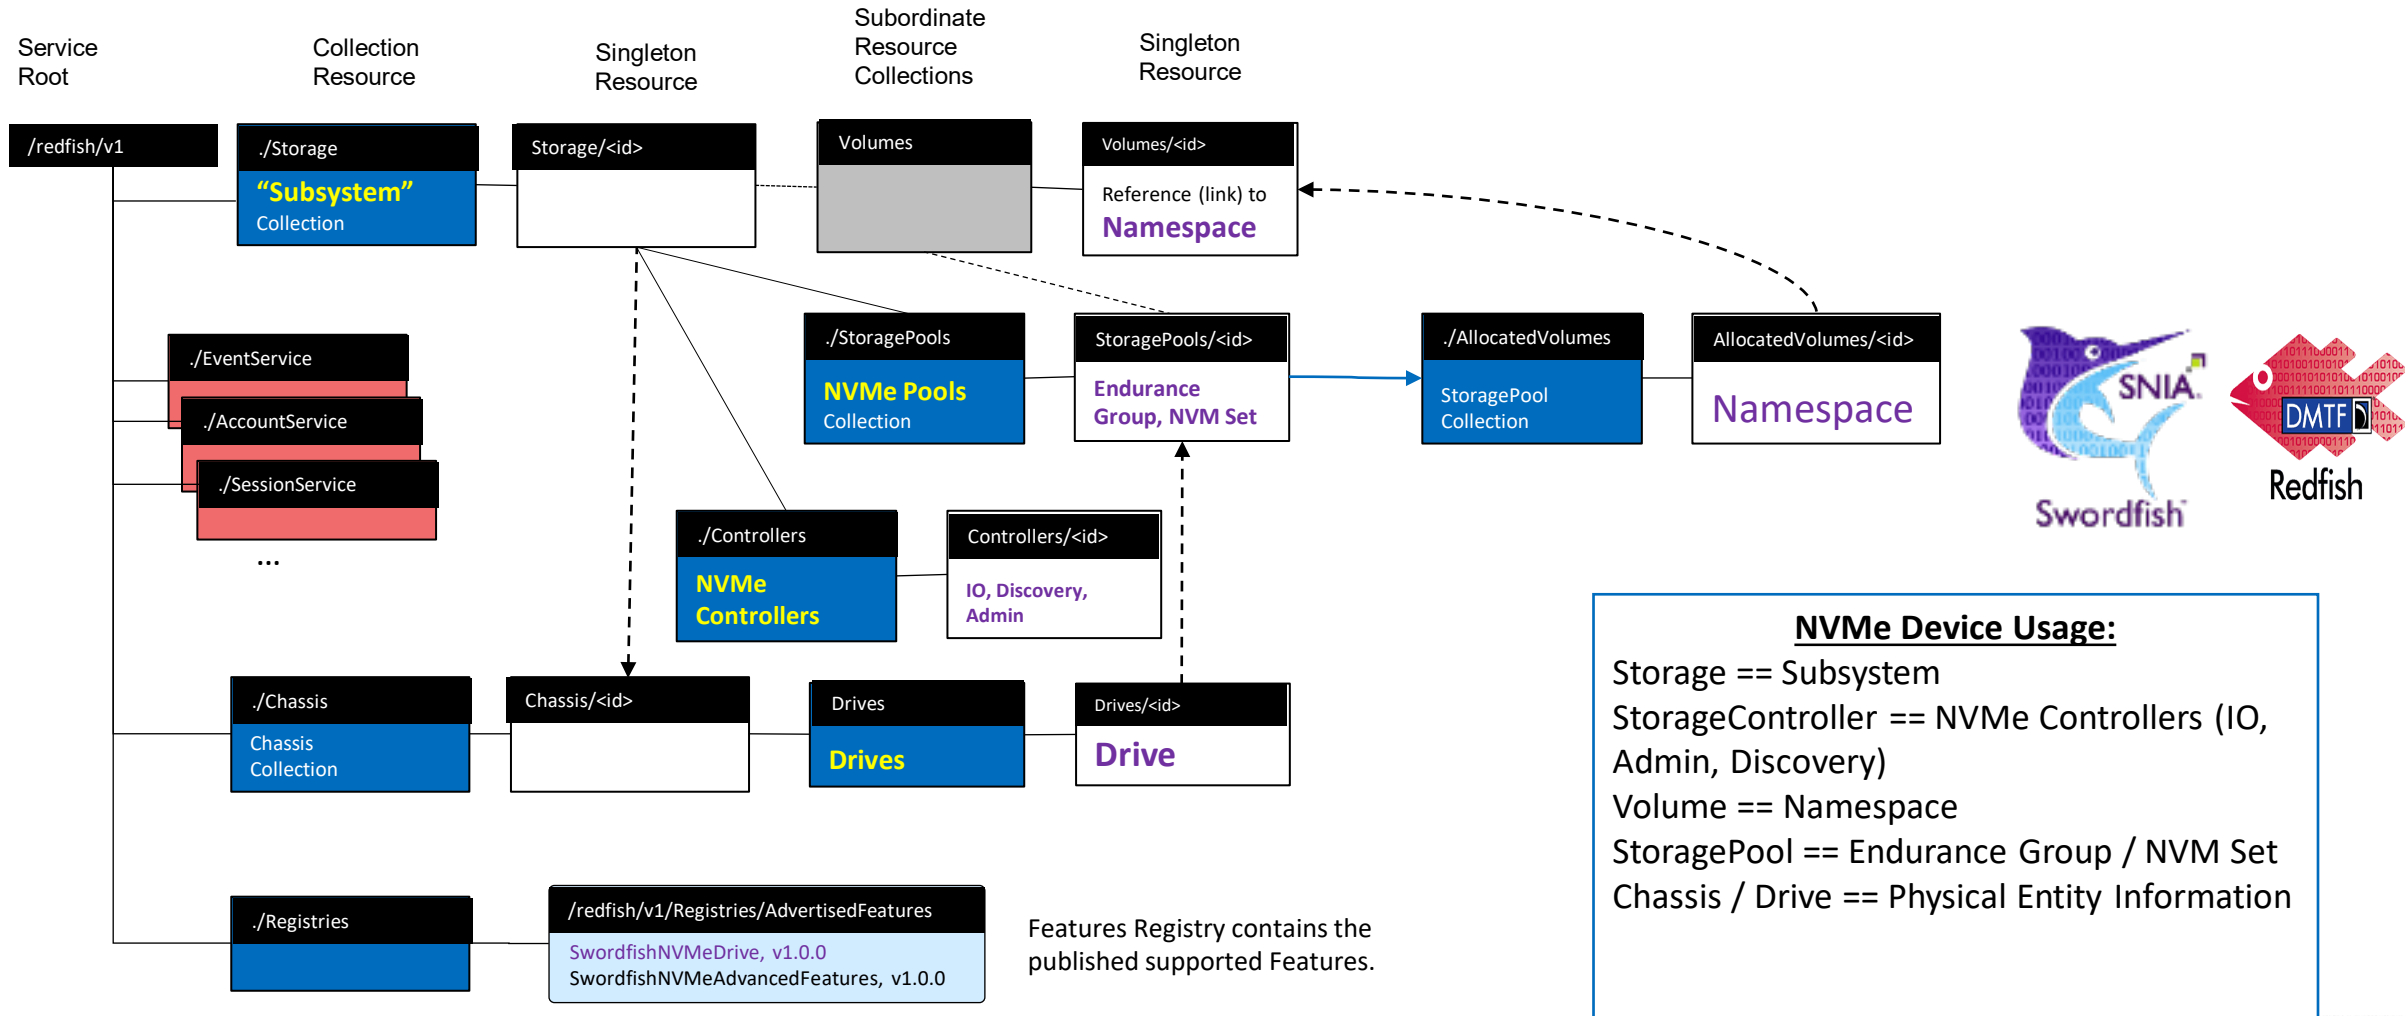 Service
Root
Collection
Resource
Singleton
Resource
Subordinate
Resource
Collections
Singleton
Resource
/redfish/v1
./Storage
“Subsystem”
Collection
Storage/<id>
Volumes
Volumes/<id>
Reference (link) to
Namespace
./EventService
./AccountService
./SessionService
...
./StoragePools
NVMe Pools
Collection
StoragePools/<id>
Endurance
Group, NVM Set
./AllocatedVolumes
StoragePool
Collection
AllocatedVolumes/<id>
Namespace
SNIA
Swordfish
DMTF
Redfish
./Controllers
NVMe
Controllers
Controllers/<id>
IO, Discovery,
Admin
./Chassis
Chassis
Collection
Chassis/<id>
Drives
Drives
Drives/<id>
Drive
./Registries
/redfish/v1/Registries/AdvertisedFeatures
SwordfishNVMeDrive, v1.0.0
SwordfishNVMeAdvancedFeatures, v1.0.0
Features Registry contains the
published supported Features.
NVMe Device Usage:
Storage == Subsystem
StorageController == NVMe Controllers (IO,
Admin, Discovery)
Volume == Namespace
StoragePool == Endurance Group / NVM Set
Chassis / Drive == Physical Entity Information